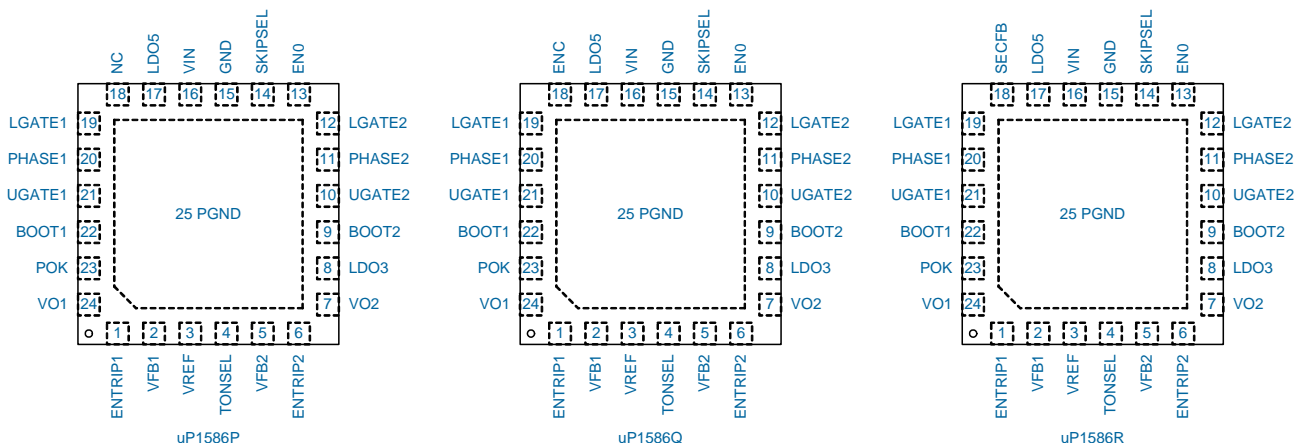 NC LDO5 VIN GND SKIPSEL EN0
18 17 16 15 14 13
LGATE1 19 12 LGATE2
PHASE1 20 11 PHASE2
UGATE1 21 10 UGATE2
25 PGND
BOOT1 22 9 BOOT2
POK 23 8 LDO3
VO1 24 7 VO2
1 2 3 4 5 6
ENTRIP1 VFB1 VREF TONSEL VFB2 ENTRIP2
uP1586P
ENC LDO5 VIN GND SKIPSEL EN0
18 17 16 15 14 13
LGATE1 19 12 LGATE2
PHASE1 20 11 PHASE2
UGATE1 21 10 UGATE2
25 PGND
BOOT1 22 9 BOOT2
POK 23 8 LDO3
VO1 24 7 VO2
1 2 3 4 5 6
ENTRIP1 VFB1 VREF TONSEL VFB2 ENTRIP2
uP1586Q
SECFB LDO5 VIN GND SKIPSEL EN0
18 17 16 15 14 13
LGATE1 19 12 LGATE2
PHASE1 20 11 PHASE2
UGATE1 21 10 UGATE2
25 PGND
BOOT1 22 9 BOOT2
POK 23 8 LDO3
VO1 24 7 VO2
1 2 3 4 5 6
ENTRIP1 VFB1 VREF TONSEL VFB2 ENTRIP2
uP1586R